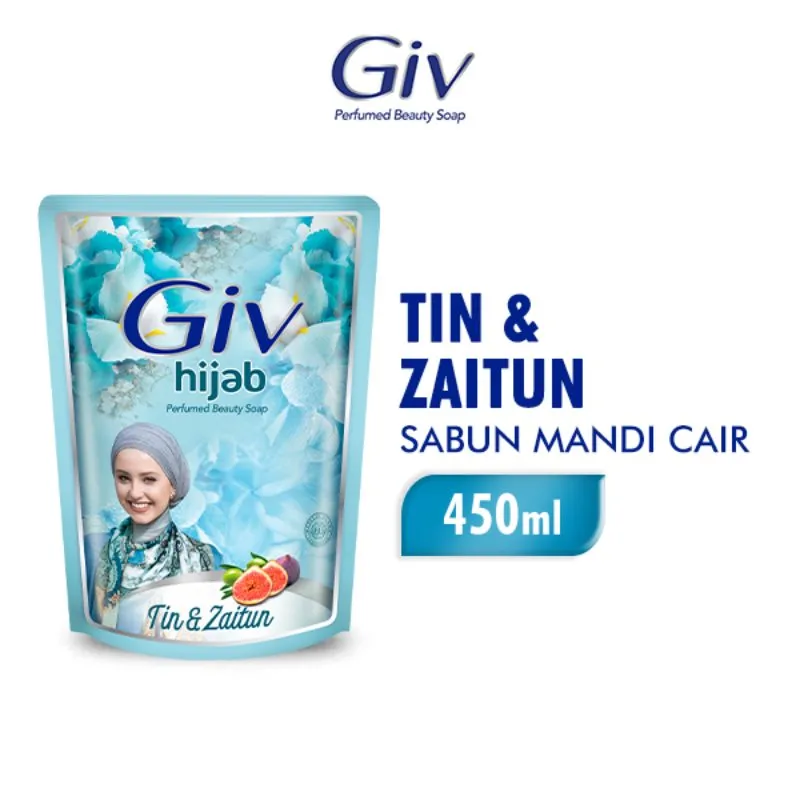 Giv
Perfumed Beauty Soap
Giv
hijab
Perfumed Beauty Soap
Tin & Zaitun
TIN &
ZAITUN
SABUN MANDI CAIR
450ml